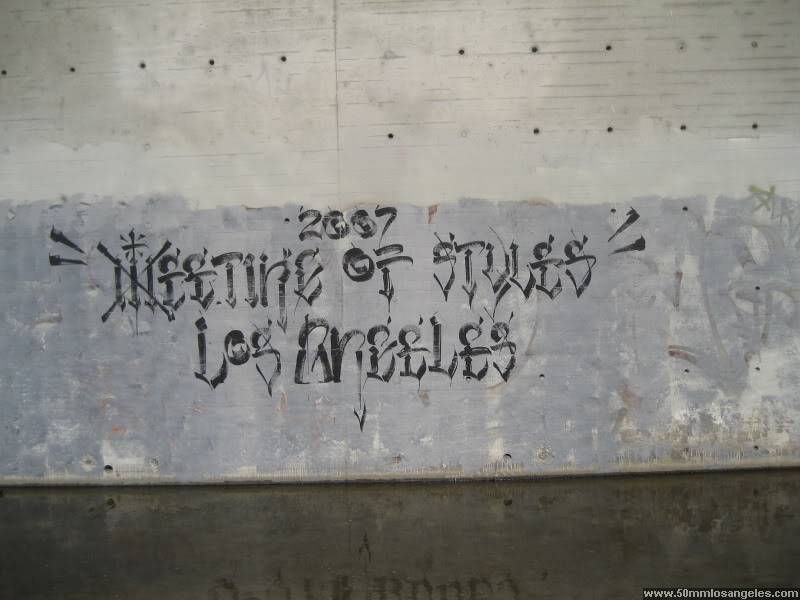 2007
"MEETING OF STYLES"
LOS ANGELES
www.50mmlosangeles.com